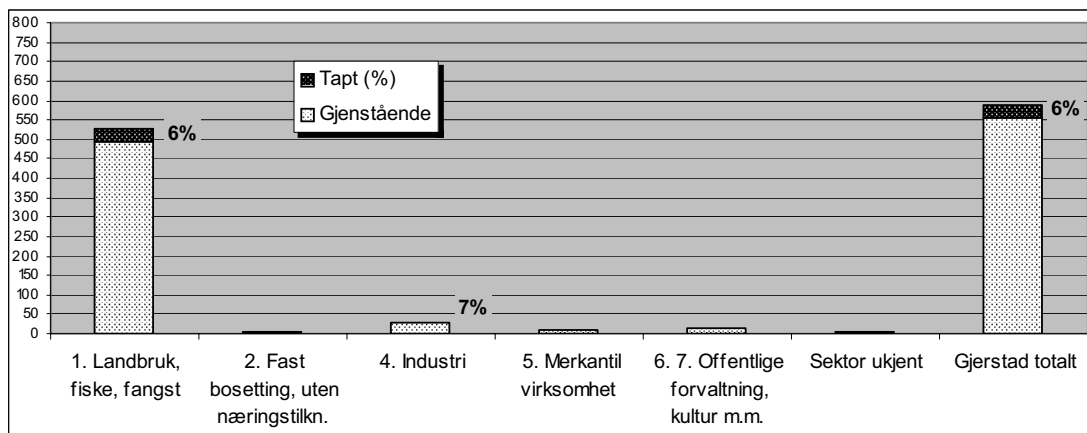 800
750
700
650
600
550
500
450
400
350
300
250
200
150
100
50
0
Tapt (%)
Gjenstående
6%
7%
6%
1. Landbruk,
fiske, fangst
2. Fast
bosetting, uten
næringstilkn.
4. Industri
5. Merkantil
virksomhet
6. 7. Offentlige
forvaltning,
kultur m.m.
Sektor ukjent
Gjerstad totalt